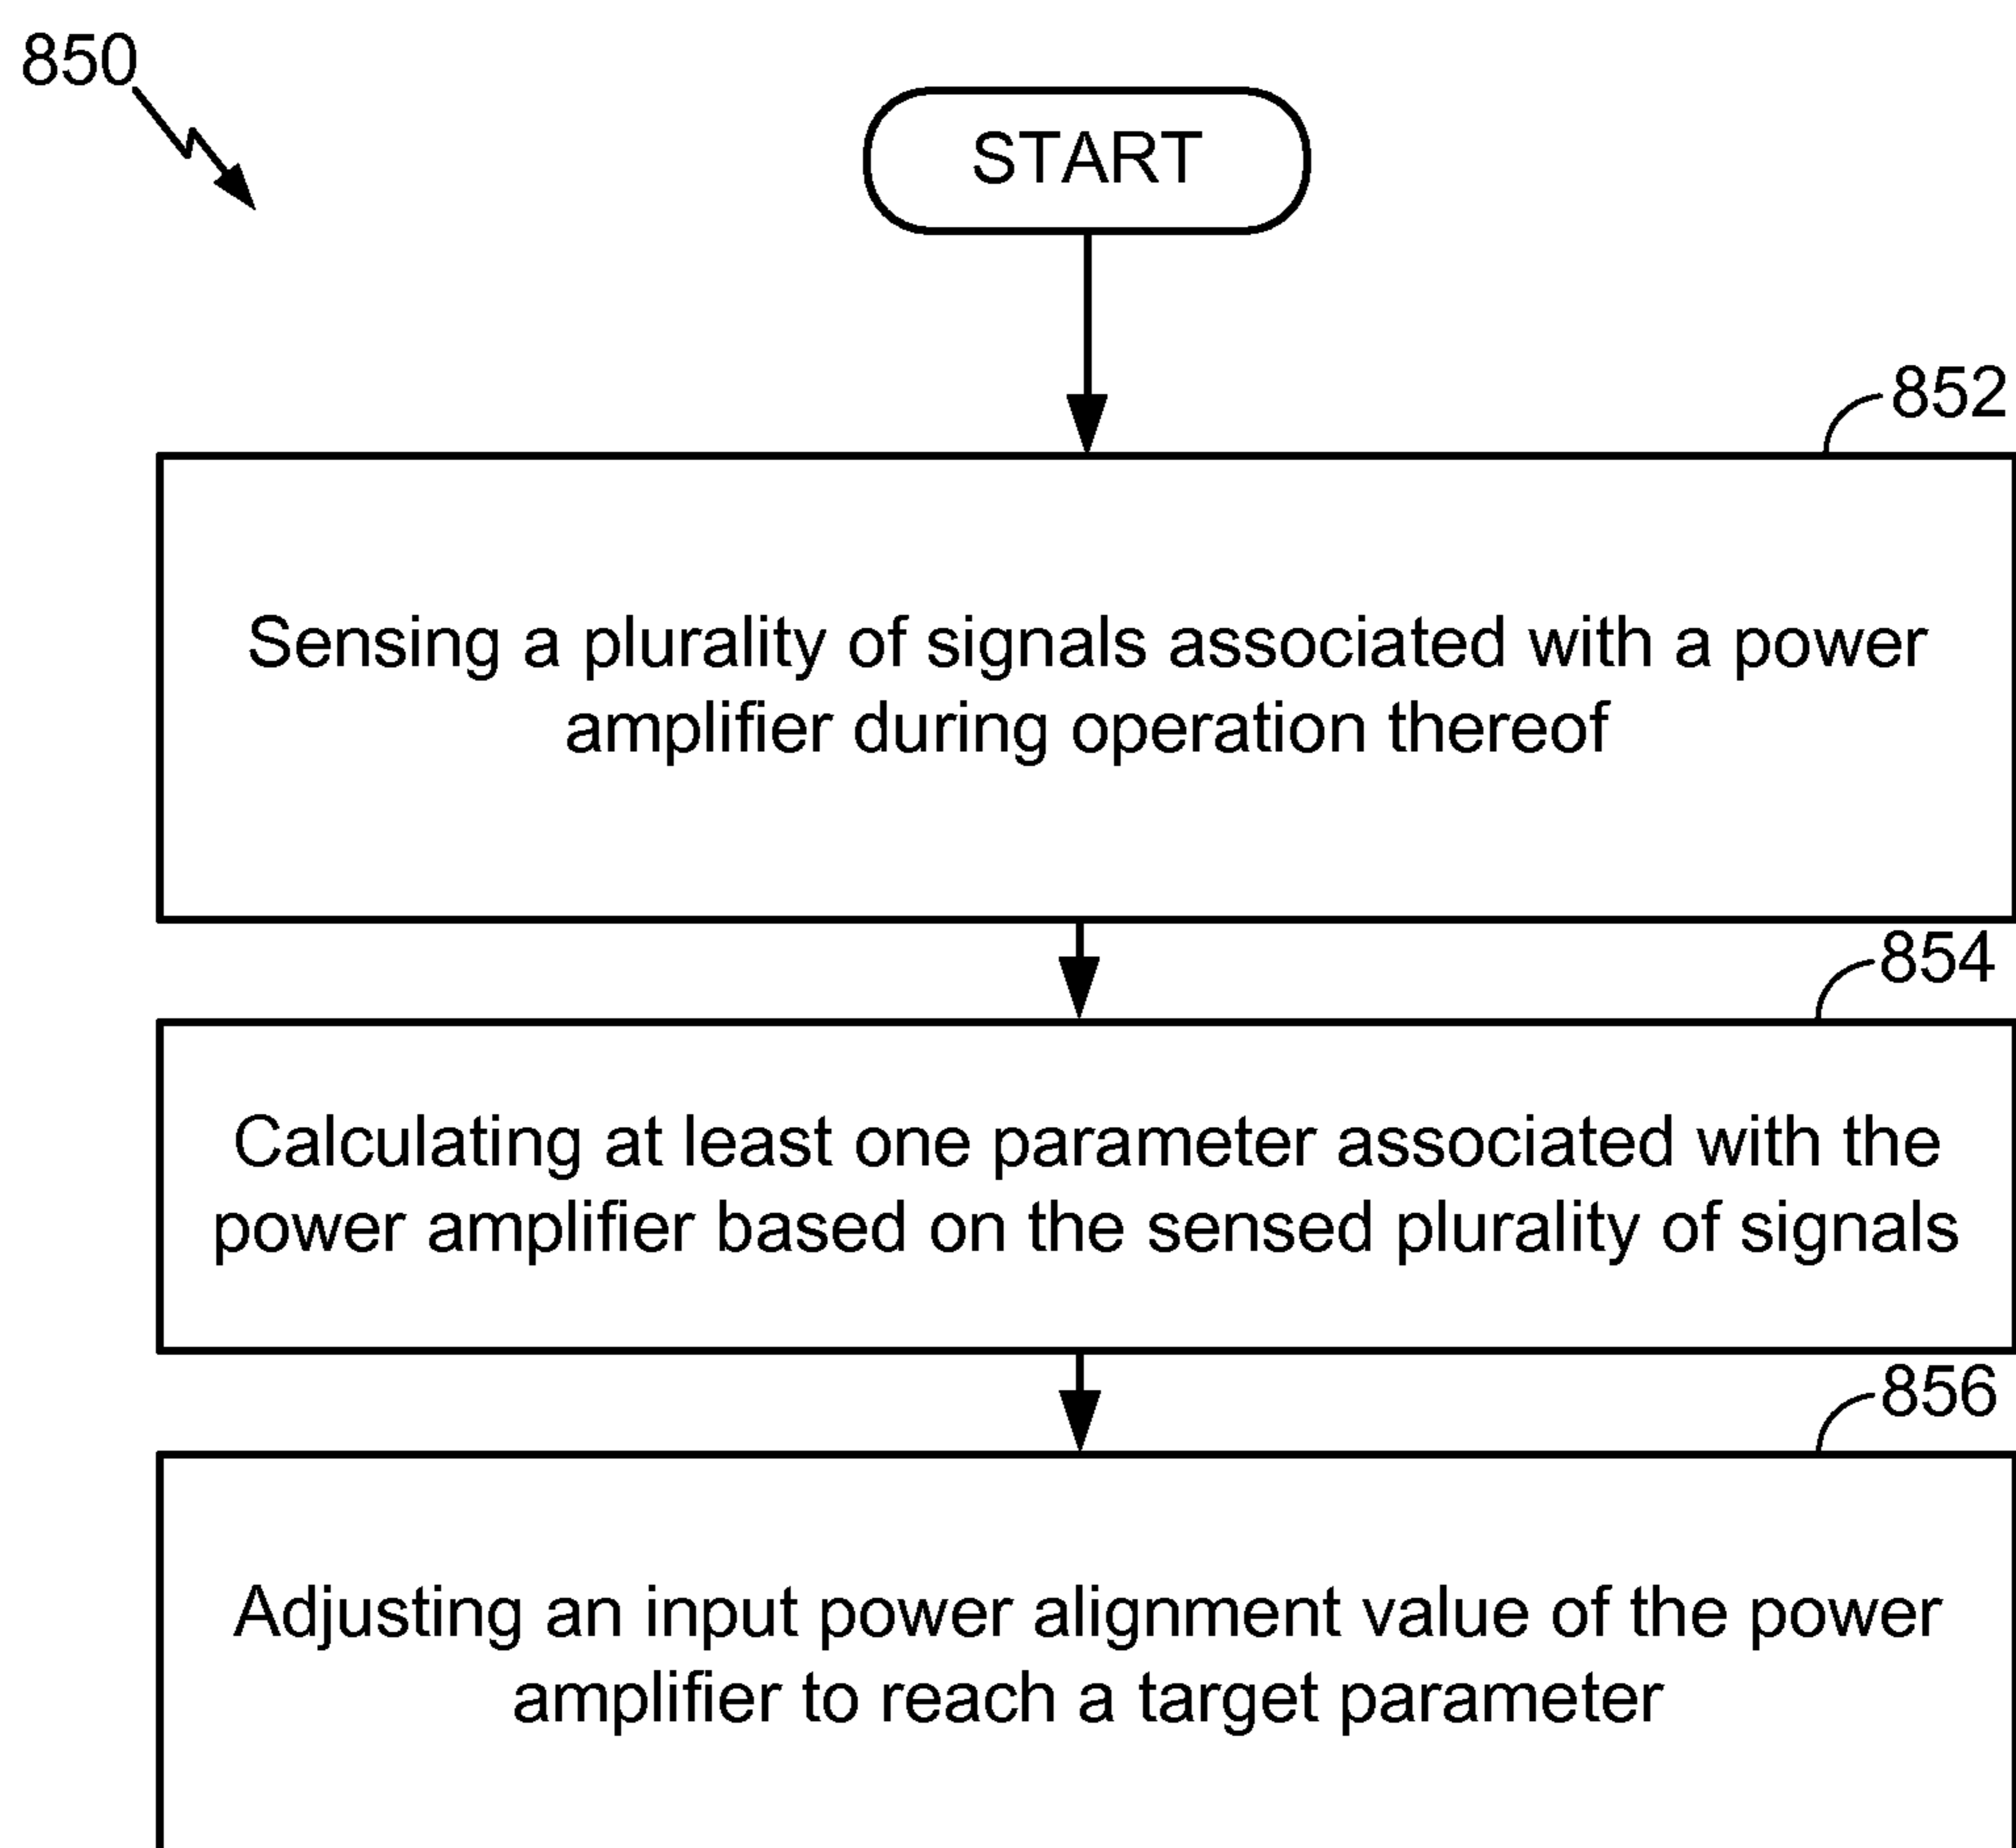 850
START
852
Sensing a plurality of signals associated with a power
amplifier during operation thereof
854
Calculating at least one parameter associated with the
power amplifier based on the sensed plurality of signals
856
Adjusting an input power alignment value of the power
amplifier to reach a target parameter